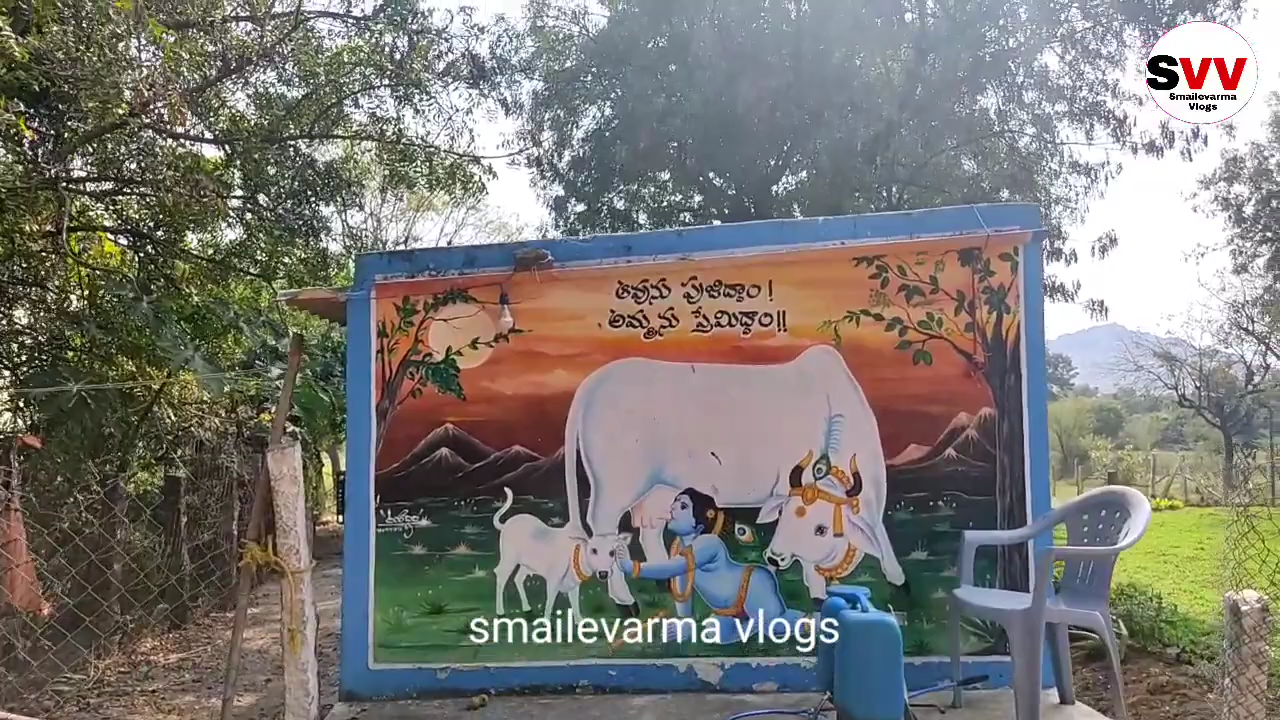 SVV
Smailevarma
Vlogs
ఆవును పుజిద్దాం!
అమ్మను ప్రేమిద్ధాం!!
smailevarma vlogs